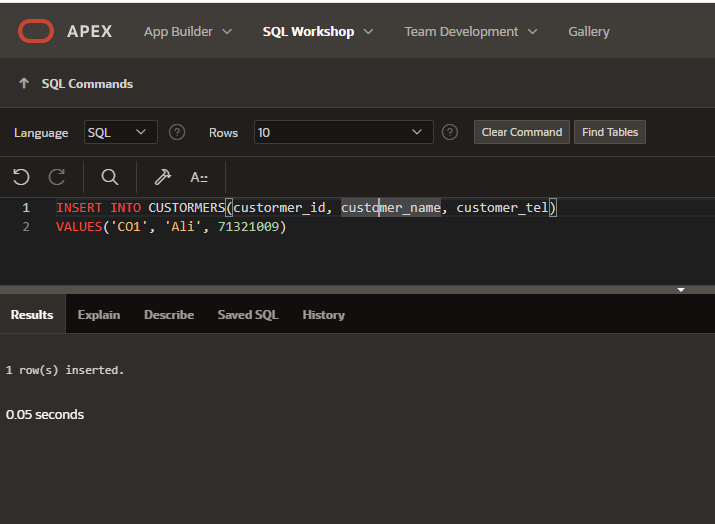 APEX App Builder SQL Workshop Team Development Gallery
SQL Commands
Language SQL ? Rows 10 ? Clear Command Find Tables
A::
1 INSERT INTO CUSTORMERS(custormer_id, customer_name, customer_tel)
2 VALUES('CO1', 'Ali', 71321009)
Results Explain Describe Saved SQL History
1 row(s) inserted.
0.05 seconds